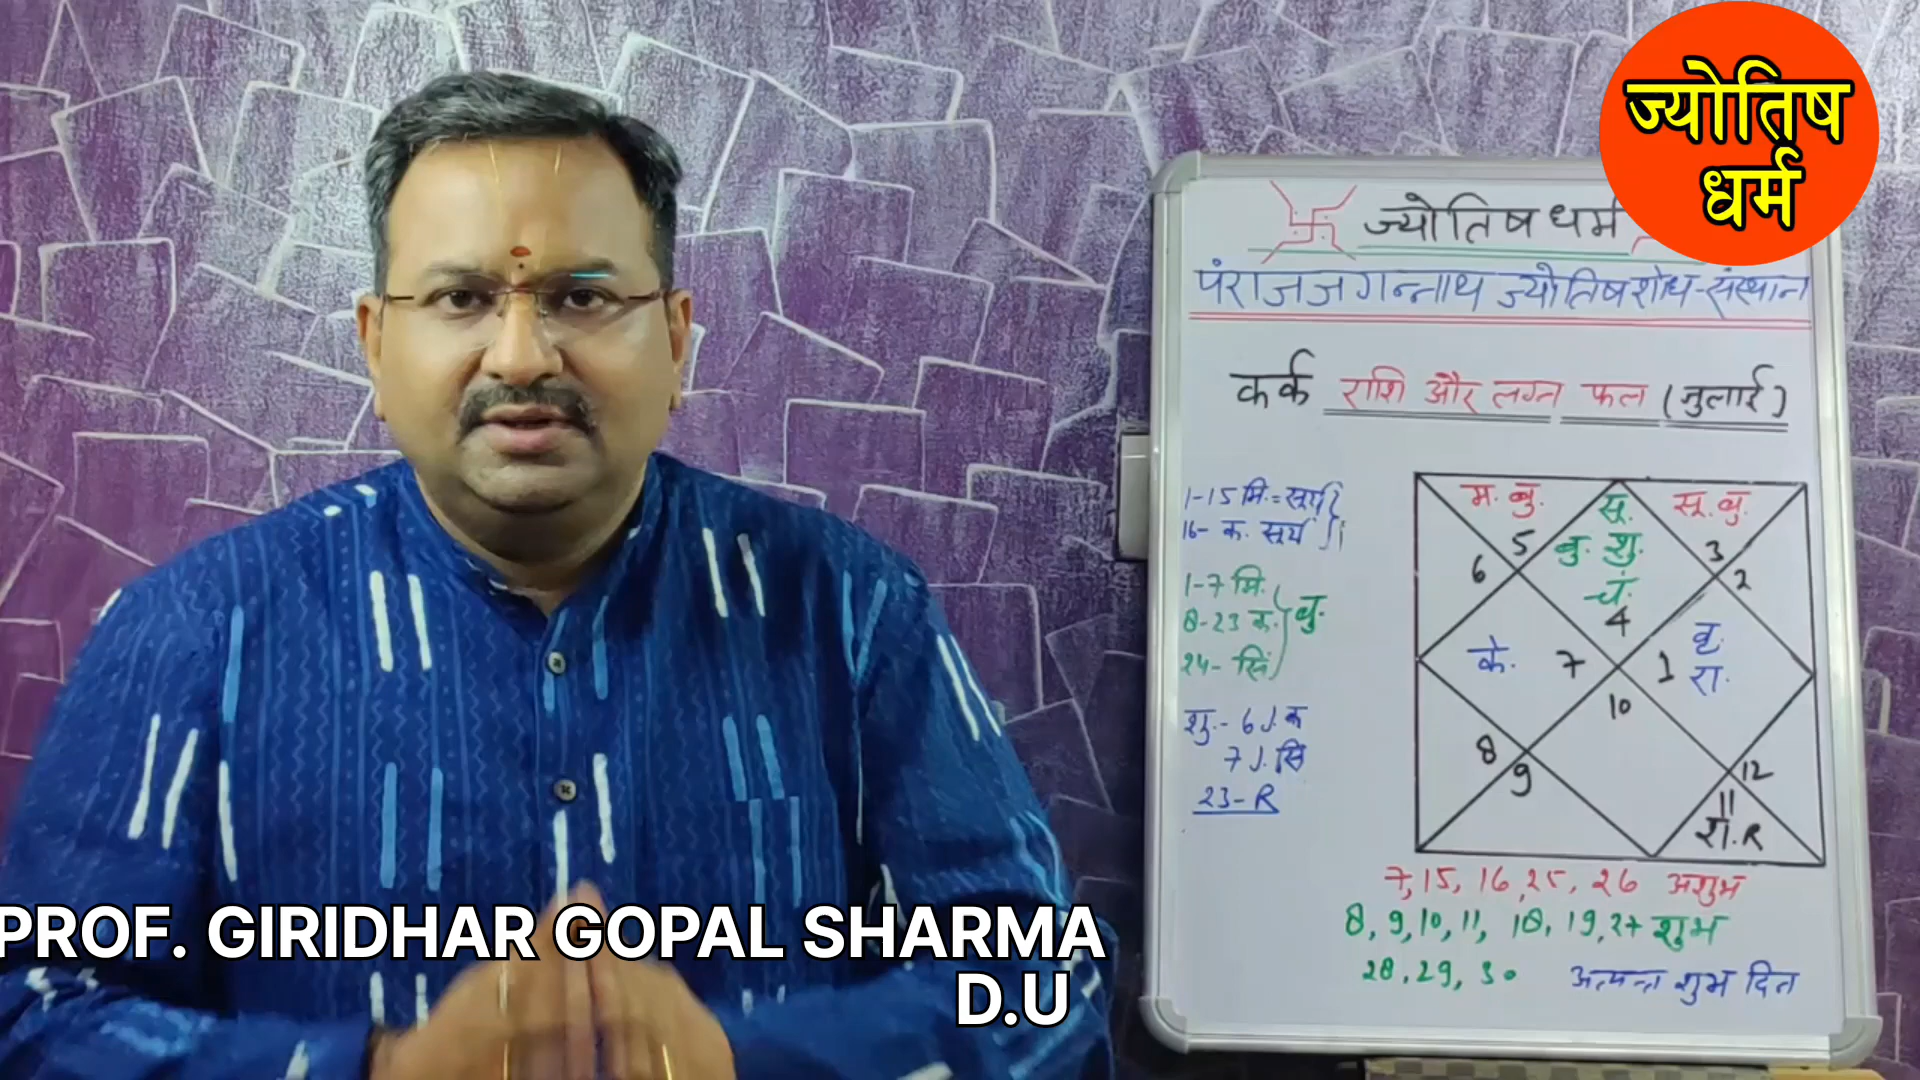 ज्योतिष
धर्म
ज्योतिष धर्म
पंराज जगन्नाथ ज्योतिष शोध-संस्थान
कर्क राशि और लग्न फल (जुलाई)
1-15 मि. = सूर्य
16- क. सूर्य
1-7 मि.
8-23 क. बु.
24- सिं
शु.- 6 J. क
7 J. सि
23-R
म. बु.
सू.
सू. बु.
बु. शु.
चं.
5
3
6
2
4
के.
7
1
बृ
रा.
10
8
9
12
11
श. R
7, 15, 16, 25, 26 अशुभ
8, 9, 10, 11, 18, 19, 27 शुभ
28, 29, 30 अत्यन्त शुभ दिन
PROF. GIRIDHAR GOPAL SHARMA
D.U